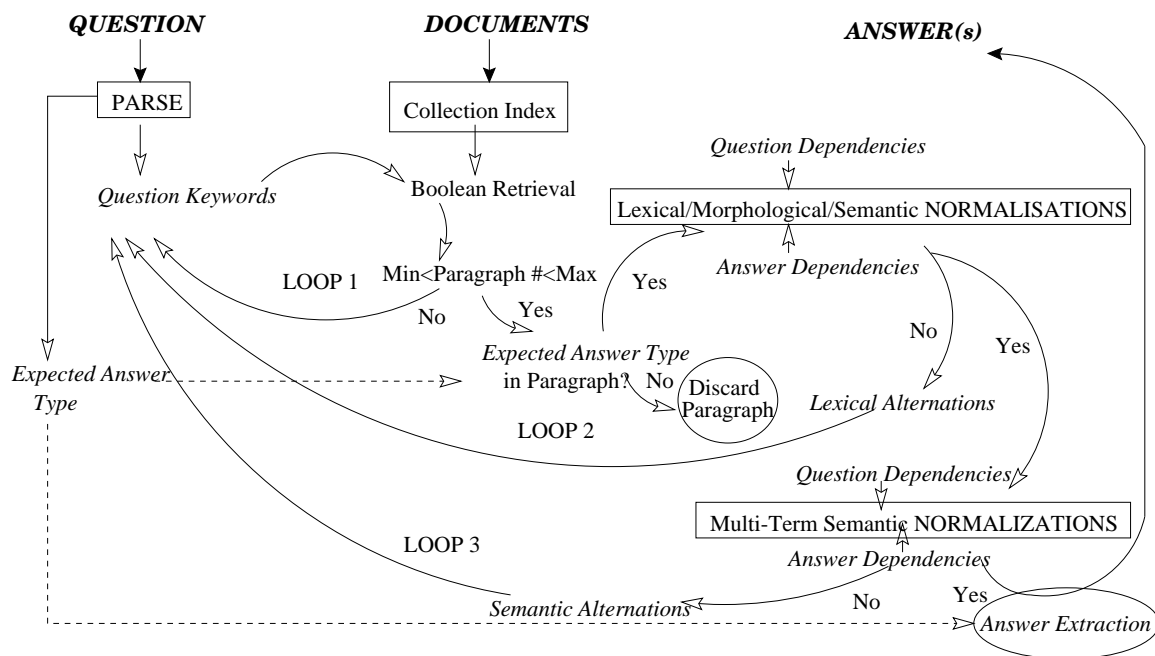 QUESTION
DOCUMENTS
ANSWER(s)
PARSE
Collection Index
Question Dependencies
Question Keywords
Boolean Retrieval
Lexical/Morphological/Semantic NORMALISATIONS
LOOP 1
Min<Paragraph #<Max
Answer Dependencies
Yes
No
Yes
No
Yes
Expected Answer
Type
Expected Answer Type
in Paragraph?
No
Discard
Paragraph
Lexical Alternations
LOOP 2
Question Dependencies
Multi-Term Semantic NORMALIZATIONS
LOOP 3
Answer Dependencies
Semantic Alternations
No
Yes
Answer Extraction